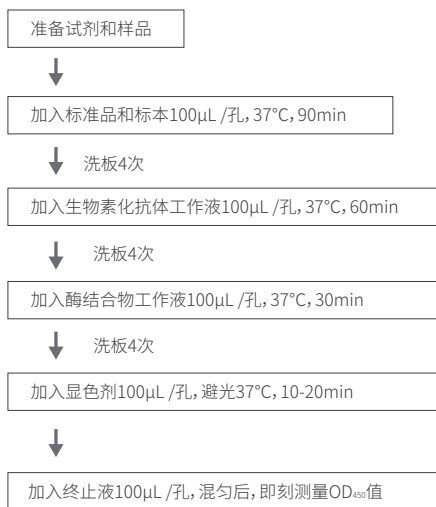 准备试剂和样品
加入标准品和标本100μL /孔，37°C，90min
洗板4次
加入生物素化抗体工作液100μL /孔，37°C，60min
洗板4次
加入酶结合物工作液100μL /孔，37°C，30min
洗板4次
加入显色剂100μL /孔，避光37°C，10-20min
加入终止液100μL /孔，混匀后，即刻测量OD₄₅₀值